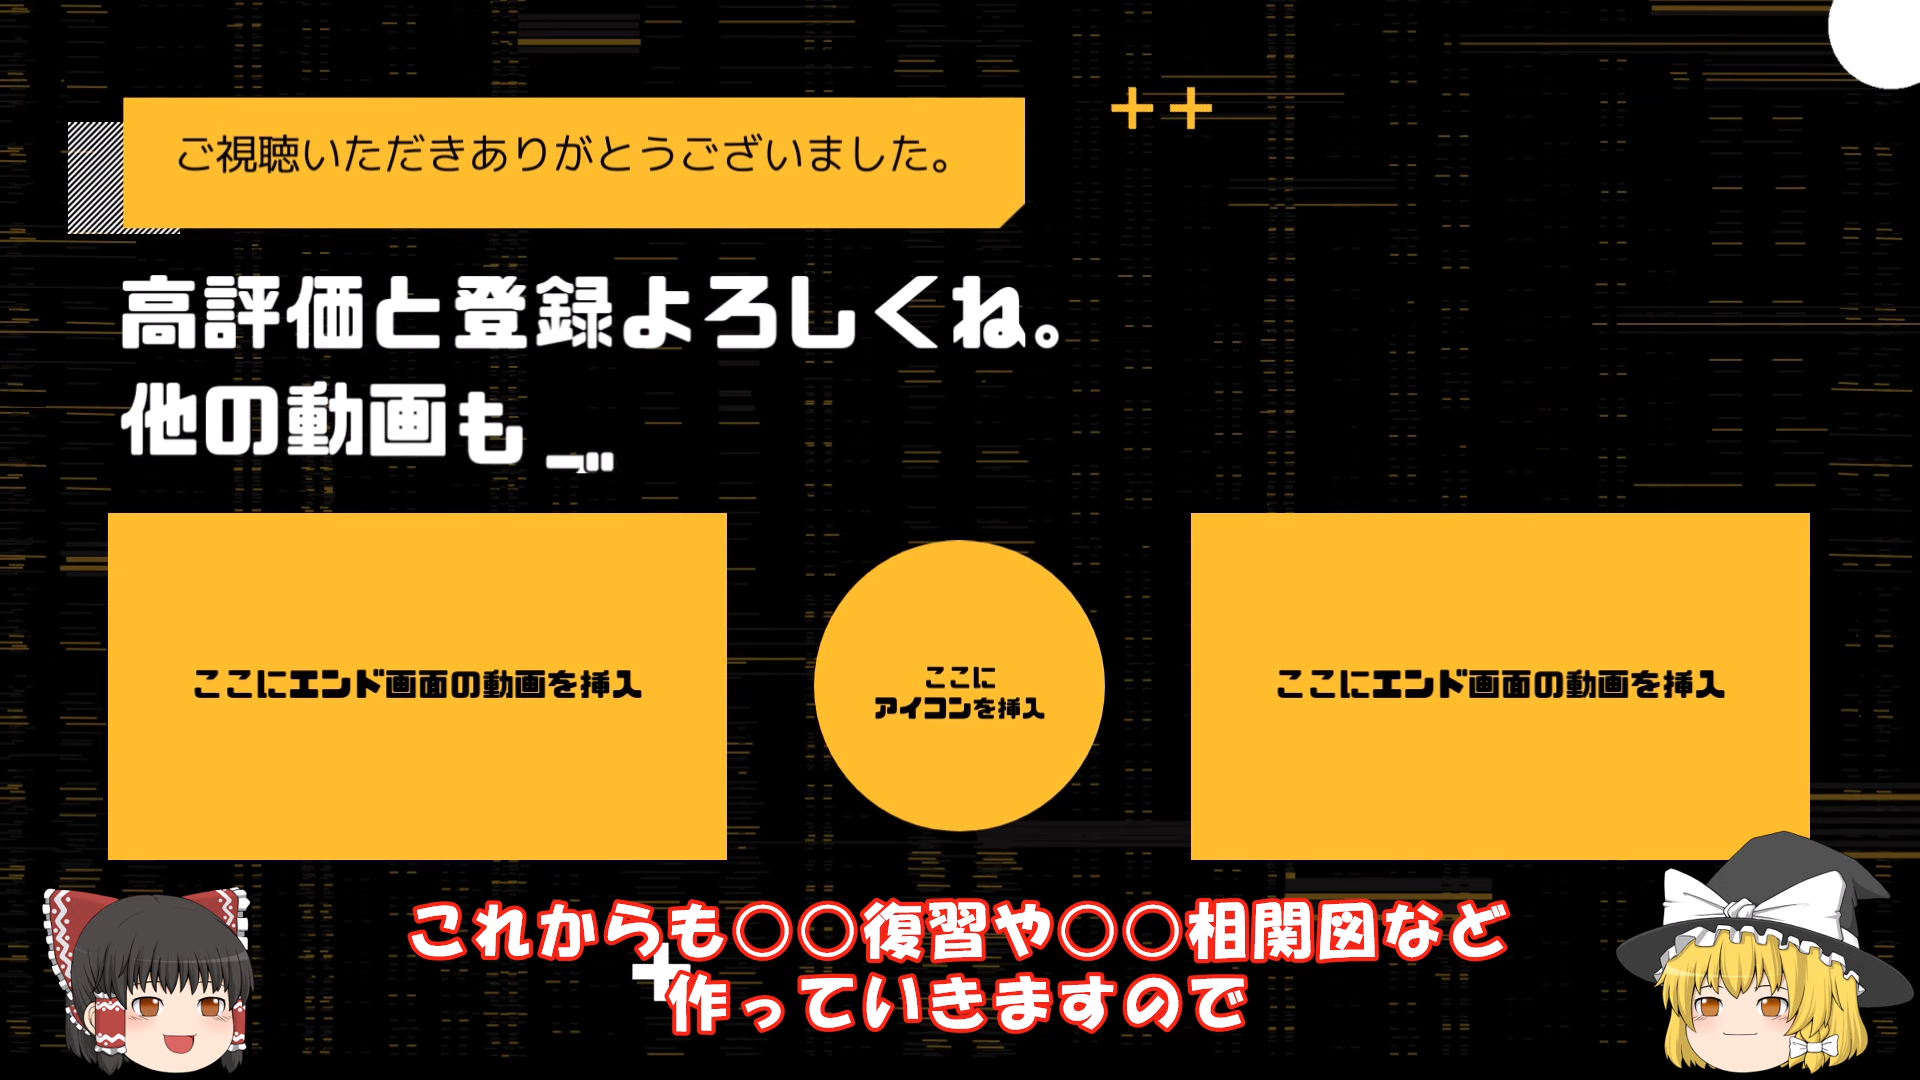 ご視聴いただきありがとうございました。
高評価と登録よろしくね。
他の動画も
ここにエンド画面の動画を挿入
ここに
アイコンを挿入
ここにエンド画面の動画を挿入
これからも○○復習や○○相関図など
作っていきますので